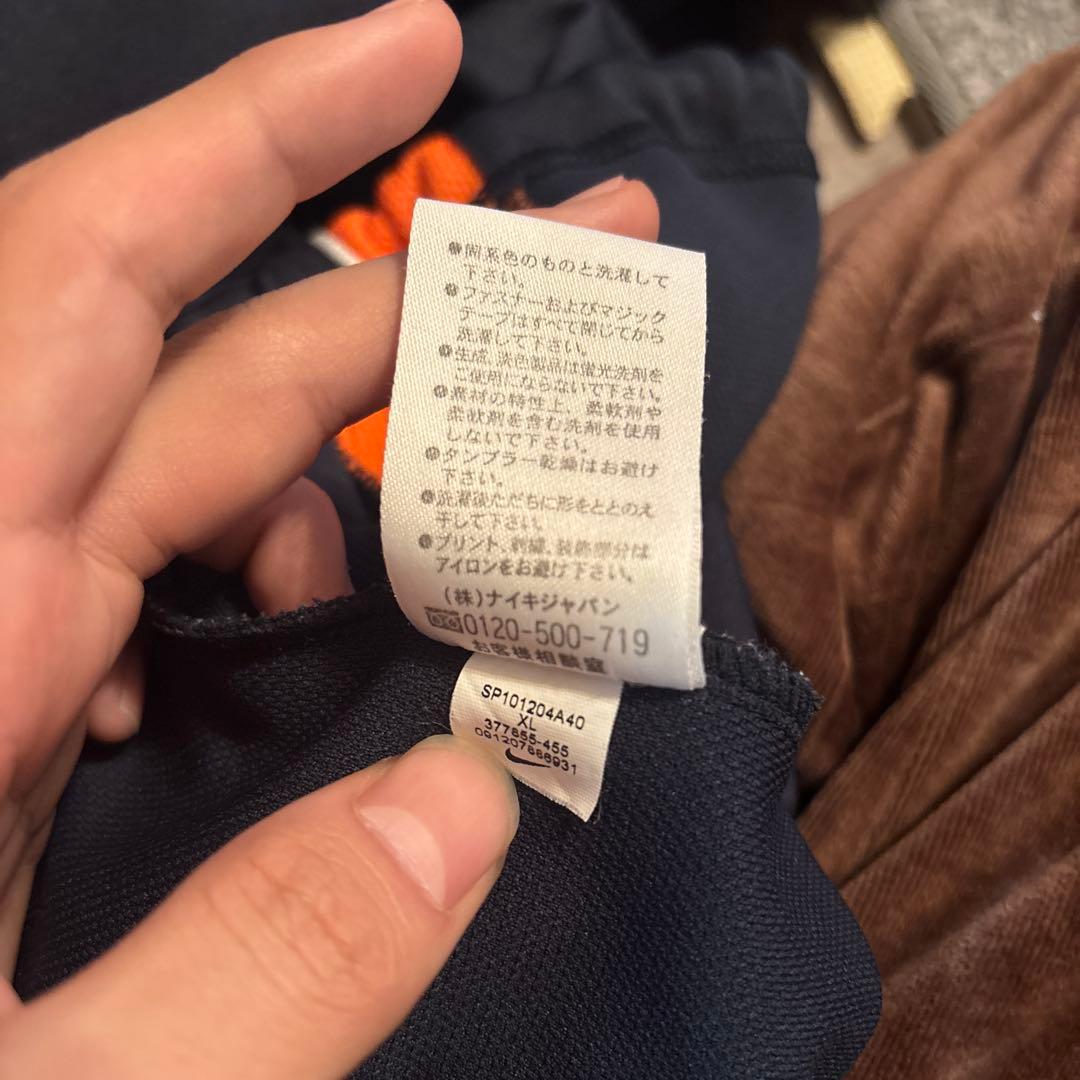 ●同系色のものと洗濯して
下さい。
●ファスナーおよびマジック
テープはすべて閉じてから
洗濯して下さい。
●生成、淡色製品は蛍光洗剤を
ご使用にならないで下さい。
●素材の特性上、柔軟剤や
柔軟剤を含む洗剤を使用
しないで下さい。
●タンブラー乾燥はお避け
下さい。
●洗濯後ただちに形をととのえ
干して下さい。
●プリント、刺繍、装飾部分は
アイロンをお避け下さい。
(株)ナイキジャパン
0120-500-719
お客様相談室
SP101204A40
XL
377855-455